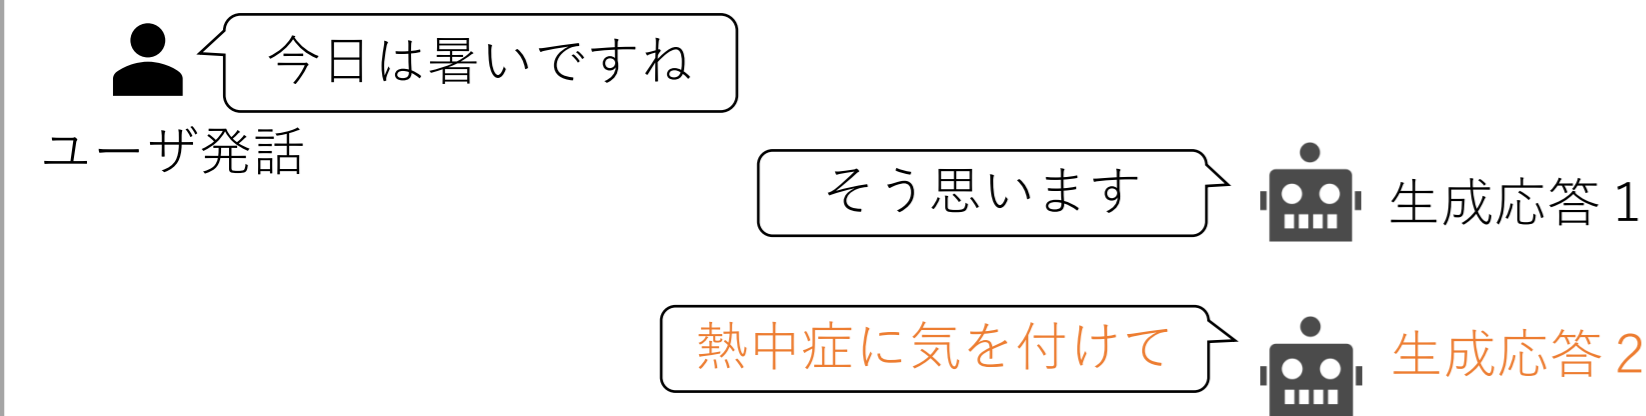 今日は暑いですね
ユーザ発話
そう思います
生成応答1
熱中症に気を付けて
生成応答2